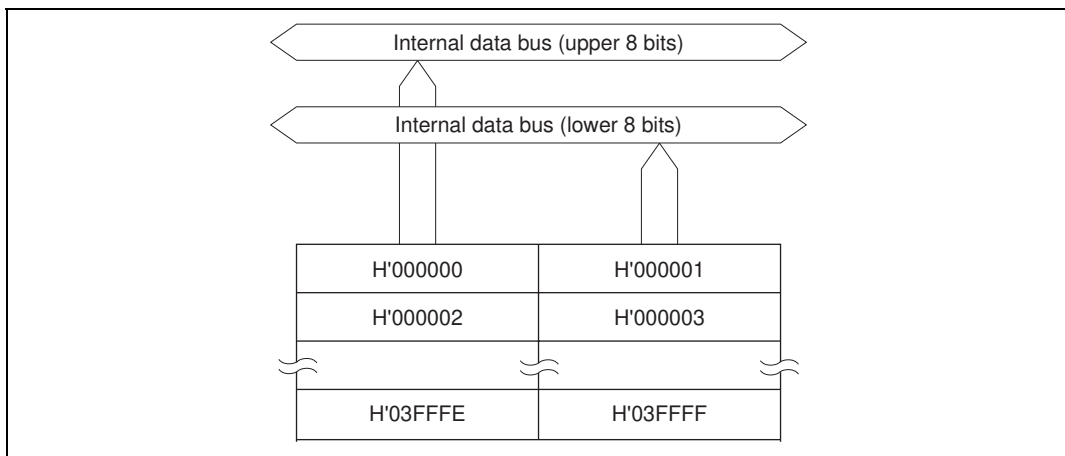 Internal data bus (upper 8 bits)
Internal data bus (lower 8 bits)
H'000000 H'000001
H'000002 H'000003
H'03FFFE H'03FFFF